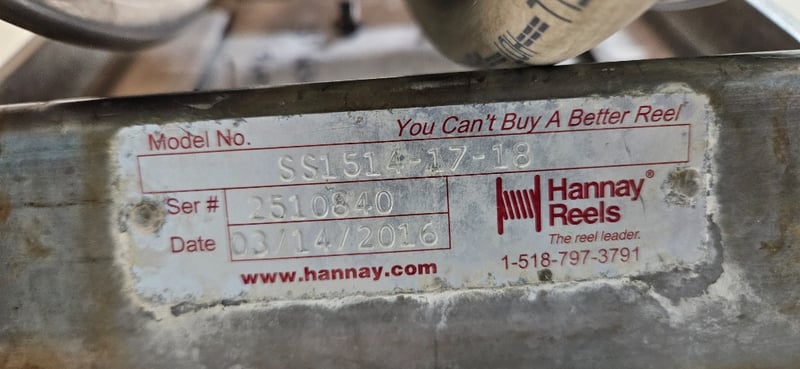 You Can't Buy A Better Reel
Model No.
SS1514-17-18
Ser # 2510840
Date 03/14/2016
www.hannay.com
Hannay®
Reels
The reel leader.
1-518-797-3791